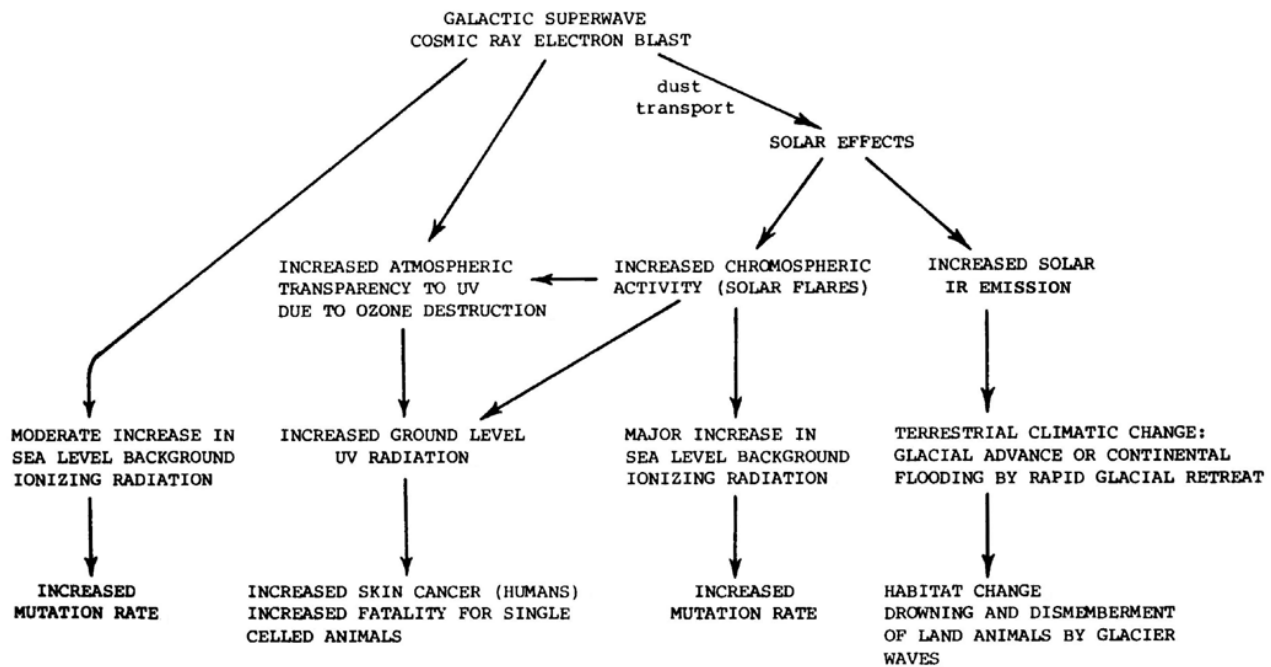 GALACTIC SUPERWAVE
COSMIC RAY ELECTRON BLAST
dust
transport
SOLAR EFFECTS
INCREASED ATMOSPHERIC
TRANSPARENCY TO UV
DUE TO OZONE DESTRUCTION
INCREASED CHROMOSPHERIC
ACTIVITY (SOLAR FLARES)
INCREASED SOLAR
IR EMISSION
MODERATE INCREASE IN
SEA LEVEL BACKGROUND
IONIZING RADIATION
INCREASED GROUND LEVEL
UV RADIATION
MAJOR INCREASE IN
SEA LEVEL BACKGROUND
IONIZING RADIATION
TERRESTRIAL CLIMATIC CHANGE:
GLACIAL ADVANCE OR CONTINENTAL
FLOODING BY RAPID GLACIAL RETREAT
INCREASED
MUTATION RATE
INCREASED SKIN CANCER (HUMANS)
INCREASED FATALITY FOR SINGLE
CELLED ANIMALS
INCREASED
MUTATION RATE
HABITAT CHANGE
DROWNING AND DISMEMBERMENT
OF LAND ANIMALS BY GLACIER
WAVES